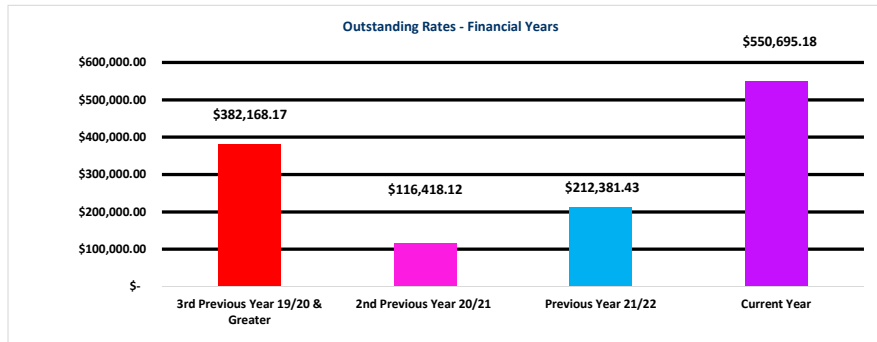 Outstanding Rates - Financial Years
$550,695.18
$600,000.00
$500,000.00
$382,168.17
$400,000.00
$300,000.00
$116,418.12
$212,381.43
$200,000.00
$100,000.00
$-
3rd Previous Year 19/20 &
Greater
2nd Previous Year 20/21
Previous Year 21/22
Current Year